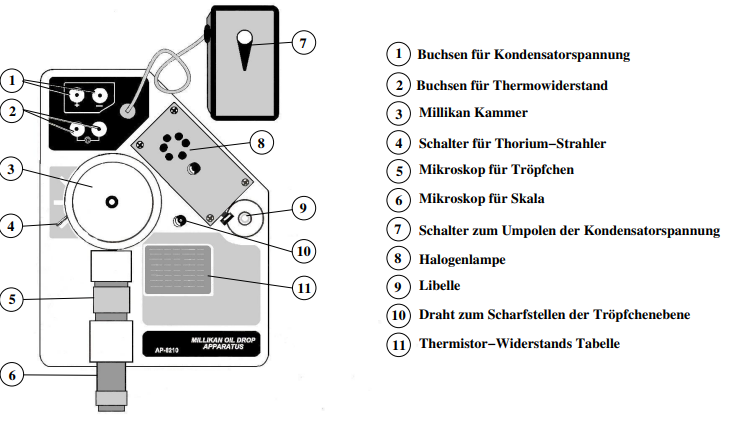 1 Buchsen für Kondensatorspannung
2 Buchsen für Thermowiderstand
3 Millikan Kammer
4 Schalter für Thorium−Strahler
5 Mikroskop für Tröpfchen
6 Mikroskop für Skala
7 Schalter zum Umpolen der Kondensatorspannung
8 Halogenlampe
9 Libelle
10 Draht zum Scharfstellen der Tröpfchenebene
11 Thermistor−Widerstands Tabelle
7
1
+
2
8
3
9
4
10
11
5
MILLIKAN OIL DROP
APPARATUS
AP-8210
6